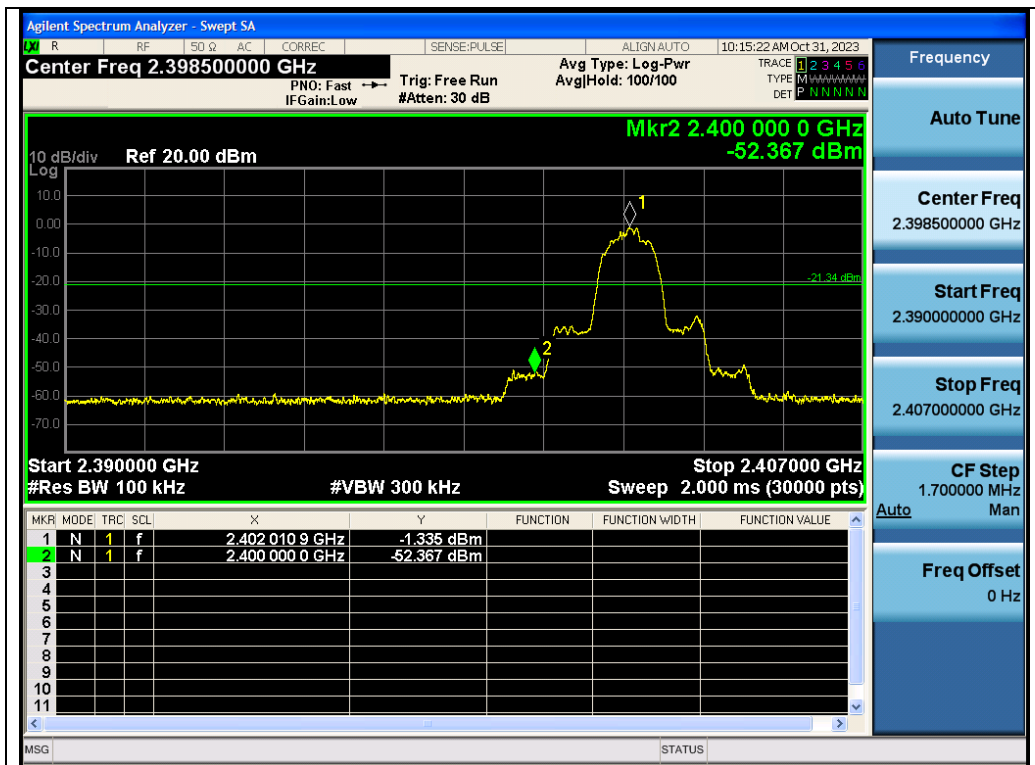 Agilent Spectrum Analyzer - Swept SA
LXI R RF 50 Ω AC CORREC SENSE:PULSE ALIGN AUTO 10:15:22 AM Oct 31, 2023
Center Freq 2.398500000 GHz
PNO: Fast
IFGain:Low
Trig: Free Run
#Atten: 30 dB
Avg Type: Log-Pwr
Avg|Hold: 100/100
TRACE 1 2 3 4 5 6
TYPE M
DET P N N N N N
Mkr2 2.400 000 0 GHz
-52.367 dBm
10 dB/div Ref 20.00 dBm
Log
10.0
0.00
-10.0
-20.0
-30.0
-40.0
-50.0
-60.0
-70.0
1
2
-21.34 dBm
Start 2.390000 GHz Stop 2.407000 GHz
#Res BW 100 kHz #VBW 300 kHz Sweep 2.000 ms (30000 pts)
MKR MODE TRC SCL X Y FUNCTION FUNCTION WIDTH FUNCTION VALUE
1 N 1 f 2.402 010 9 GHz -1.335 dBm
2 N 1 f 2.400 000 0 GHz -52.367 dBm
3
4
5
6
7
8
9
10
11
MSG STATUS
Frequency
Auto Tune
Center Freq
2.398500000 GHz
Start Freq
2.390000000 GHz
Stop Freq
2.407000000 GHz
CF Step
1.700000 MHz
Auto Man
Freq Offset
0 Hz